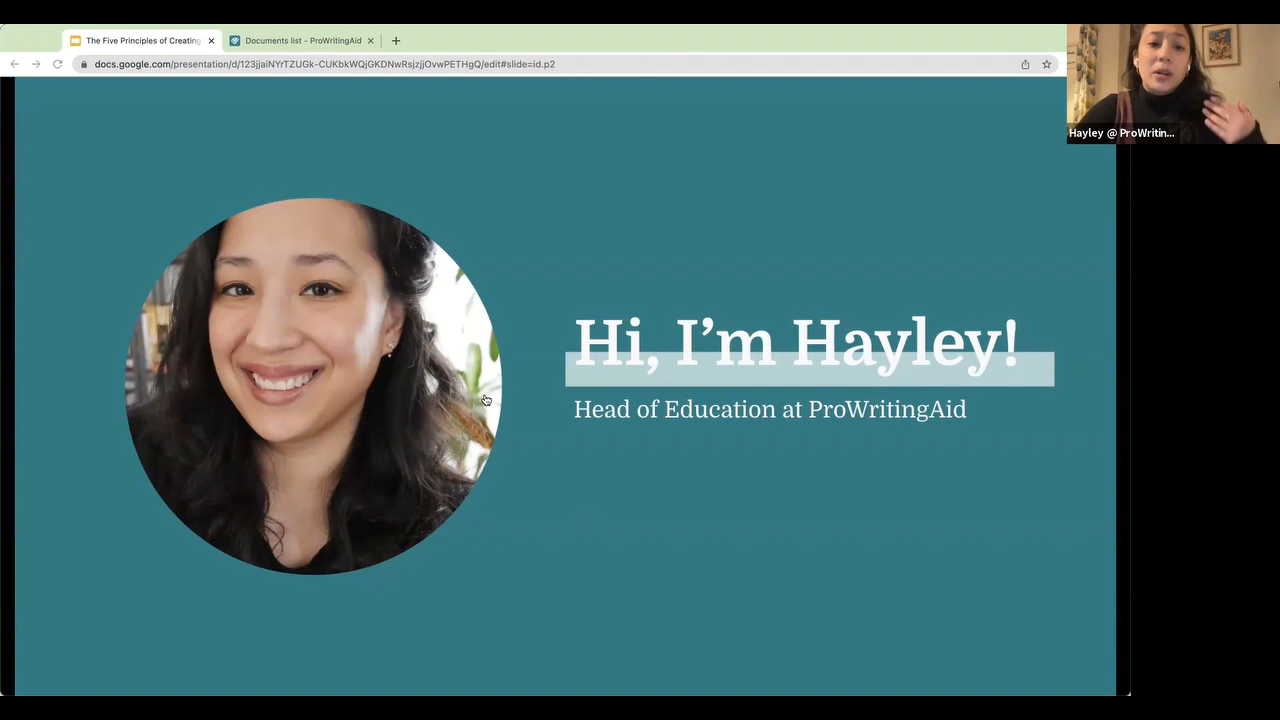 The Five Principles of Creating
Documents list - ProWritingAid
docs.google.com/presentation/d/123jjaiNYrTZUGk-CUKbkWQjGKDNwRsjzjjOvwPETHgQ/edit#slide=id.p2
Hayley @ ProWritin...
Hi, I’m Hayley!
Head of Education at ProWritingAid